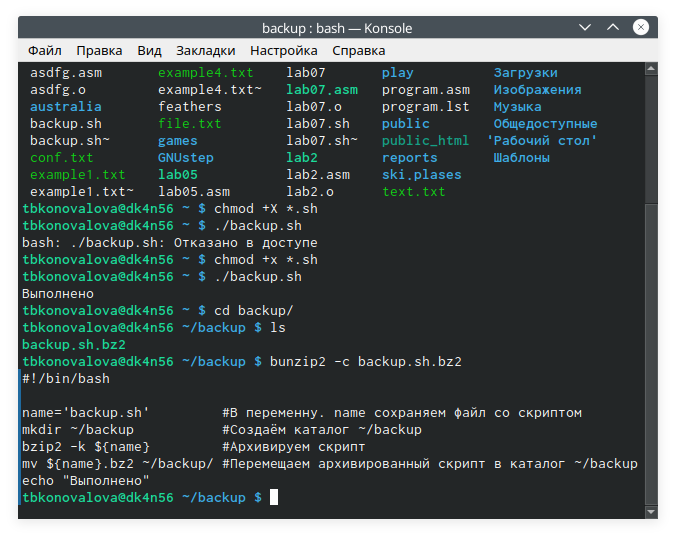 backup : bash — Konsole
Файл Правка Вид Закладки Настройка Справка
asdfg.asm example4.txt lab07 play Загрузки
asdfg.o example4.txt~ lab07.asm program.asm Изображения
australia feathers lab07.o program.lst Музыка
backup.sh file.txt lab07.sh public Общедоступные
backup.sh~ games lab07.sh~ public_html 'Рабочий стол'
conf.txt GNUstep lab2 reports Шаблоны
example1.txt lab05 lab2.asm ski.plases
example1.txt~ lab05.asm lab2.o text.txt
tbkonovalova@dk4n56 ~ $ chmod +X *.sh
tbkonovalova@dk4n56 ~ $ ./backup.sh
bash: ./backup.sh: Отказано в доступе
tbkonovalova@dk4n56 ~ $ chmod +x *.sh
tbkonovalova@dk4n56 ~ $ ./backup.sh
Выполнено
tbkonovalova@dk4n56 ~ $ cd backup/
tbkonovalova@dk4n56 ~/backup $ ls
backup.sh.bz2
tbkonovalova@dk4n56 ~/backup $ bunzip2 -c backup.sh.bz2
#!/bin/bash
name='backup.sh' #В переменну. name сохраняем файл со скриптом
mkdir ~/backup #Создаём каталог ~/backup
bzip2 -k ${name} #Архивируем скрипт
mv ${name}.bz2 ~/backup/ #Перемещаем архивированный скрипт в каталог ~/backup
echo "Выполнено"
tbkonovalova@dk4n56 ~/backup $